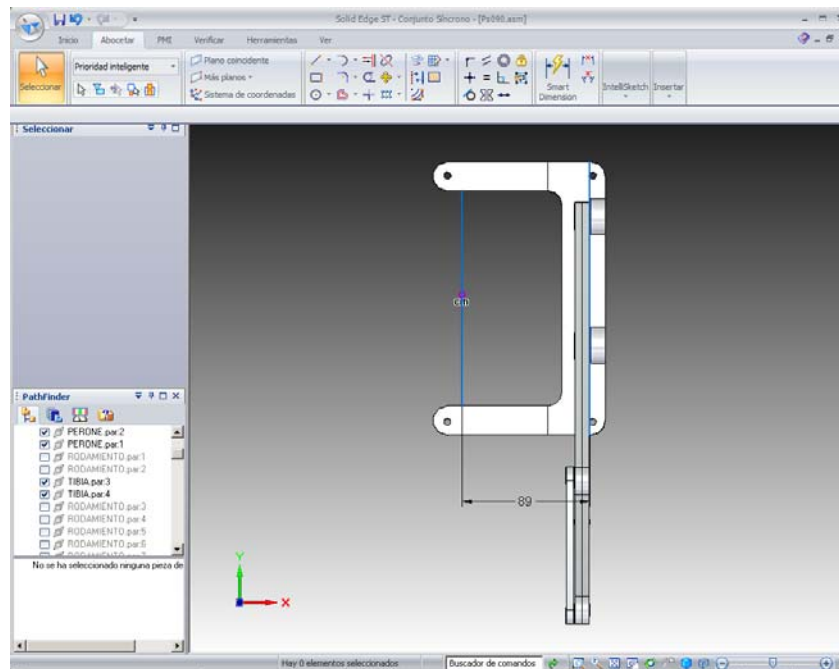 Solid Edge ST - Conjunto Síncrono - [Ps090.asm]
Inicio Abocetar PMI Verificar Herramientas Ver
Seleccionar
Prioridad inteligente
Plano coincidente
Más planos
Sistema de coordenadas
Smart Dimension
IntelliSketch
Insertar
Seleccionar
PathFinder
PERONE.par:2
PERONE.par:1
RODAMIENTO.par:1
RODAMIENTO.par:2
TIBIA.par:3
TIBIA.par:4
RODAMIENTO.par:3
RODAMIENTO.par:4
RODAMIENTO.par:5
RODAMIENTO.par:6
No se ha seleccionado ninguna pieza de
89
Y
X
Hay 0 elementos seleccionados
Buscador de comandos